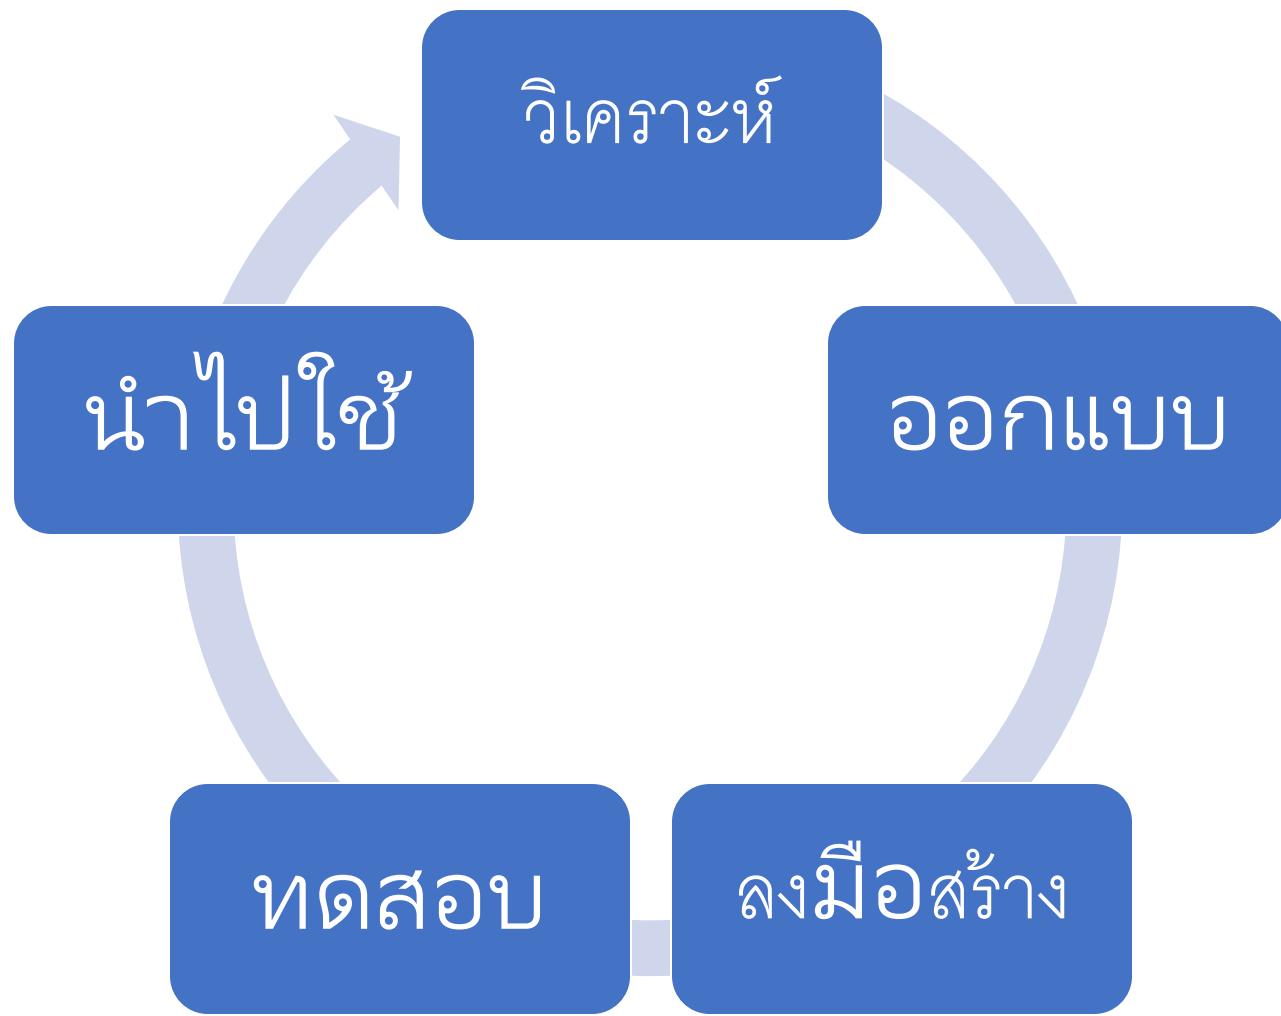 วิเคราะห์
ออกแบบ
ลงมือสร้าง
ทดสอบ
นำไปใช้